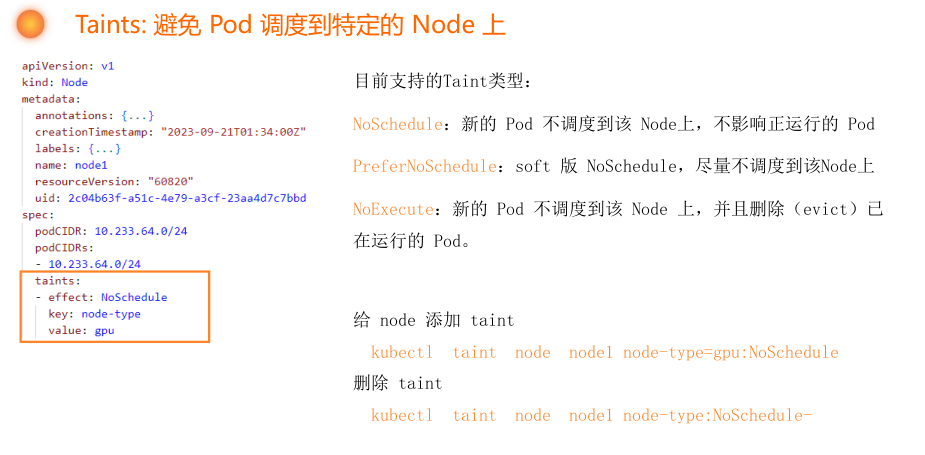 Taints: 避免 Pod 调度到特定的 Node 上
apiVersion: v1
kind: Node
metadata:
annotations: {...}
creationTimestamp: "2023-09-21T01:34:00Z"
labels: {...}
name: node1
resourceVersion: "60820"
uid: 2c04b63f-a51c-4e79-a3cf-23aa4d7c7bbd
spec:
podCIDR: 10.233.64.0/24
podCIDRs:
- 10.233.64.0/24
taints:
- effect: NoSchedule
key: node-type
value: gpu
目前支持的Taint类型:
NoSchedule：新的 Pod 不调度到该 Node上，不影响正运行的 Pod
PreferNoSchedule：soft 版 NoSchedule，尽量不调度到该Node上
NoExecute：新的 Pod 不调度到该 Node 上，并且删除（evict）已
在运行的 Pod。
给 node 添加 taint
kubectl taint node node1 node-type=gpu:NoSchedule
删除 taint
kubectl taint node node1 node-type:NoSchedule-